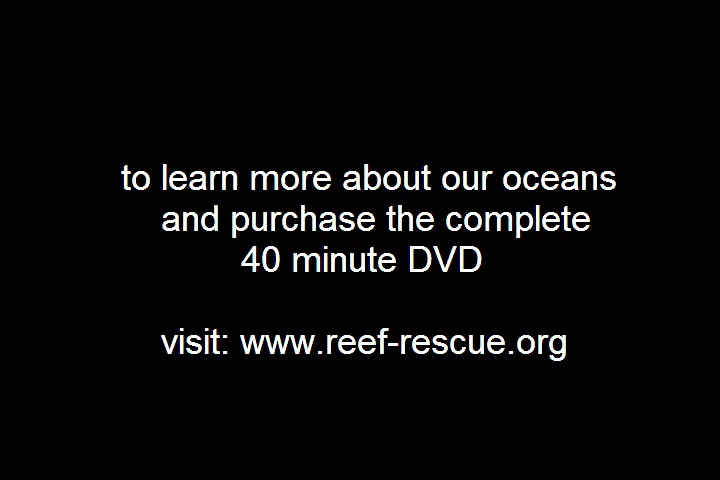 to learn more about our oceans
and purchase the complete
40 minute DVD
visit: www.reef-rescue.org